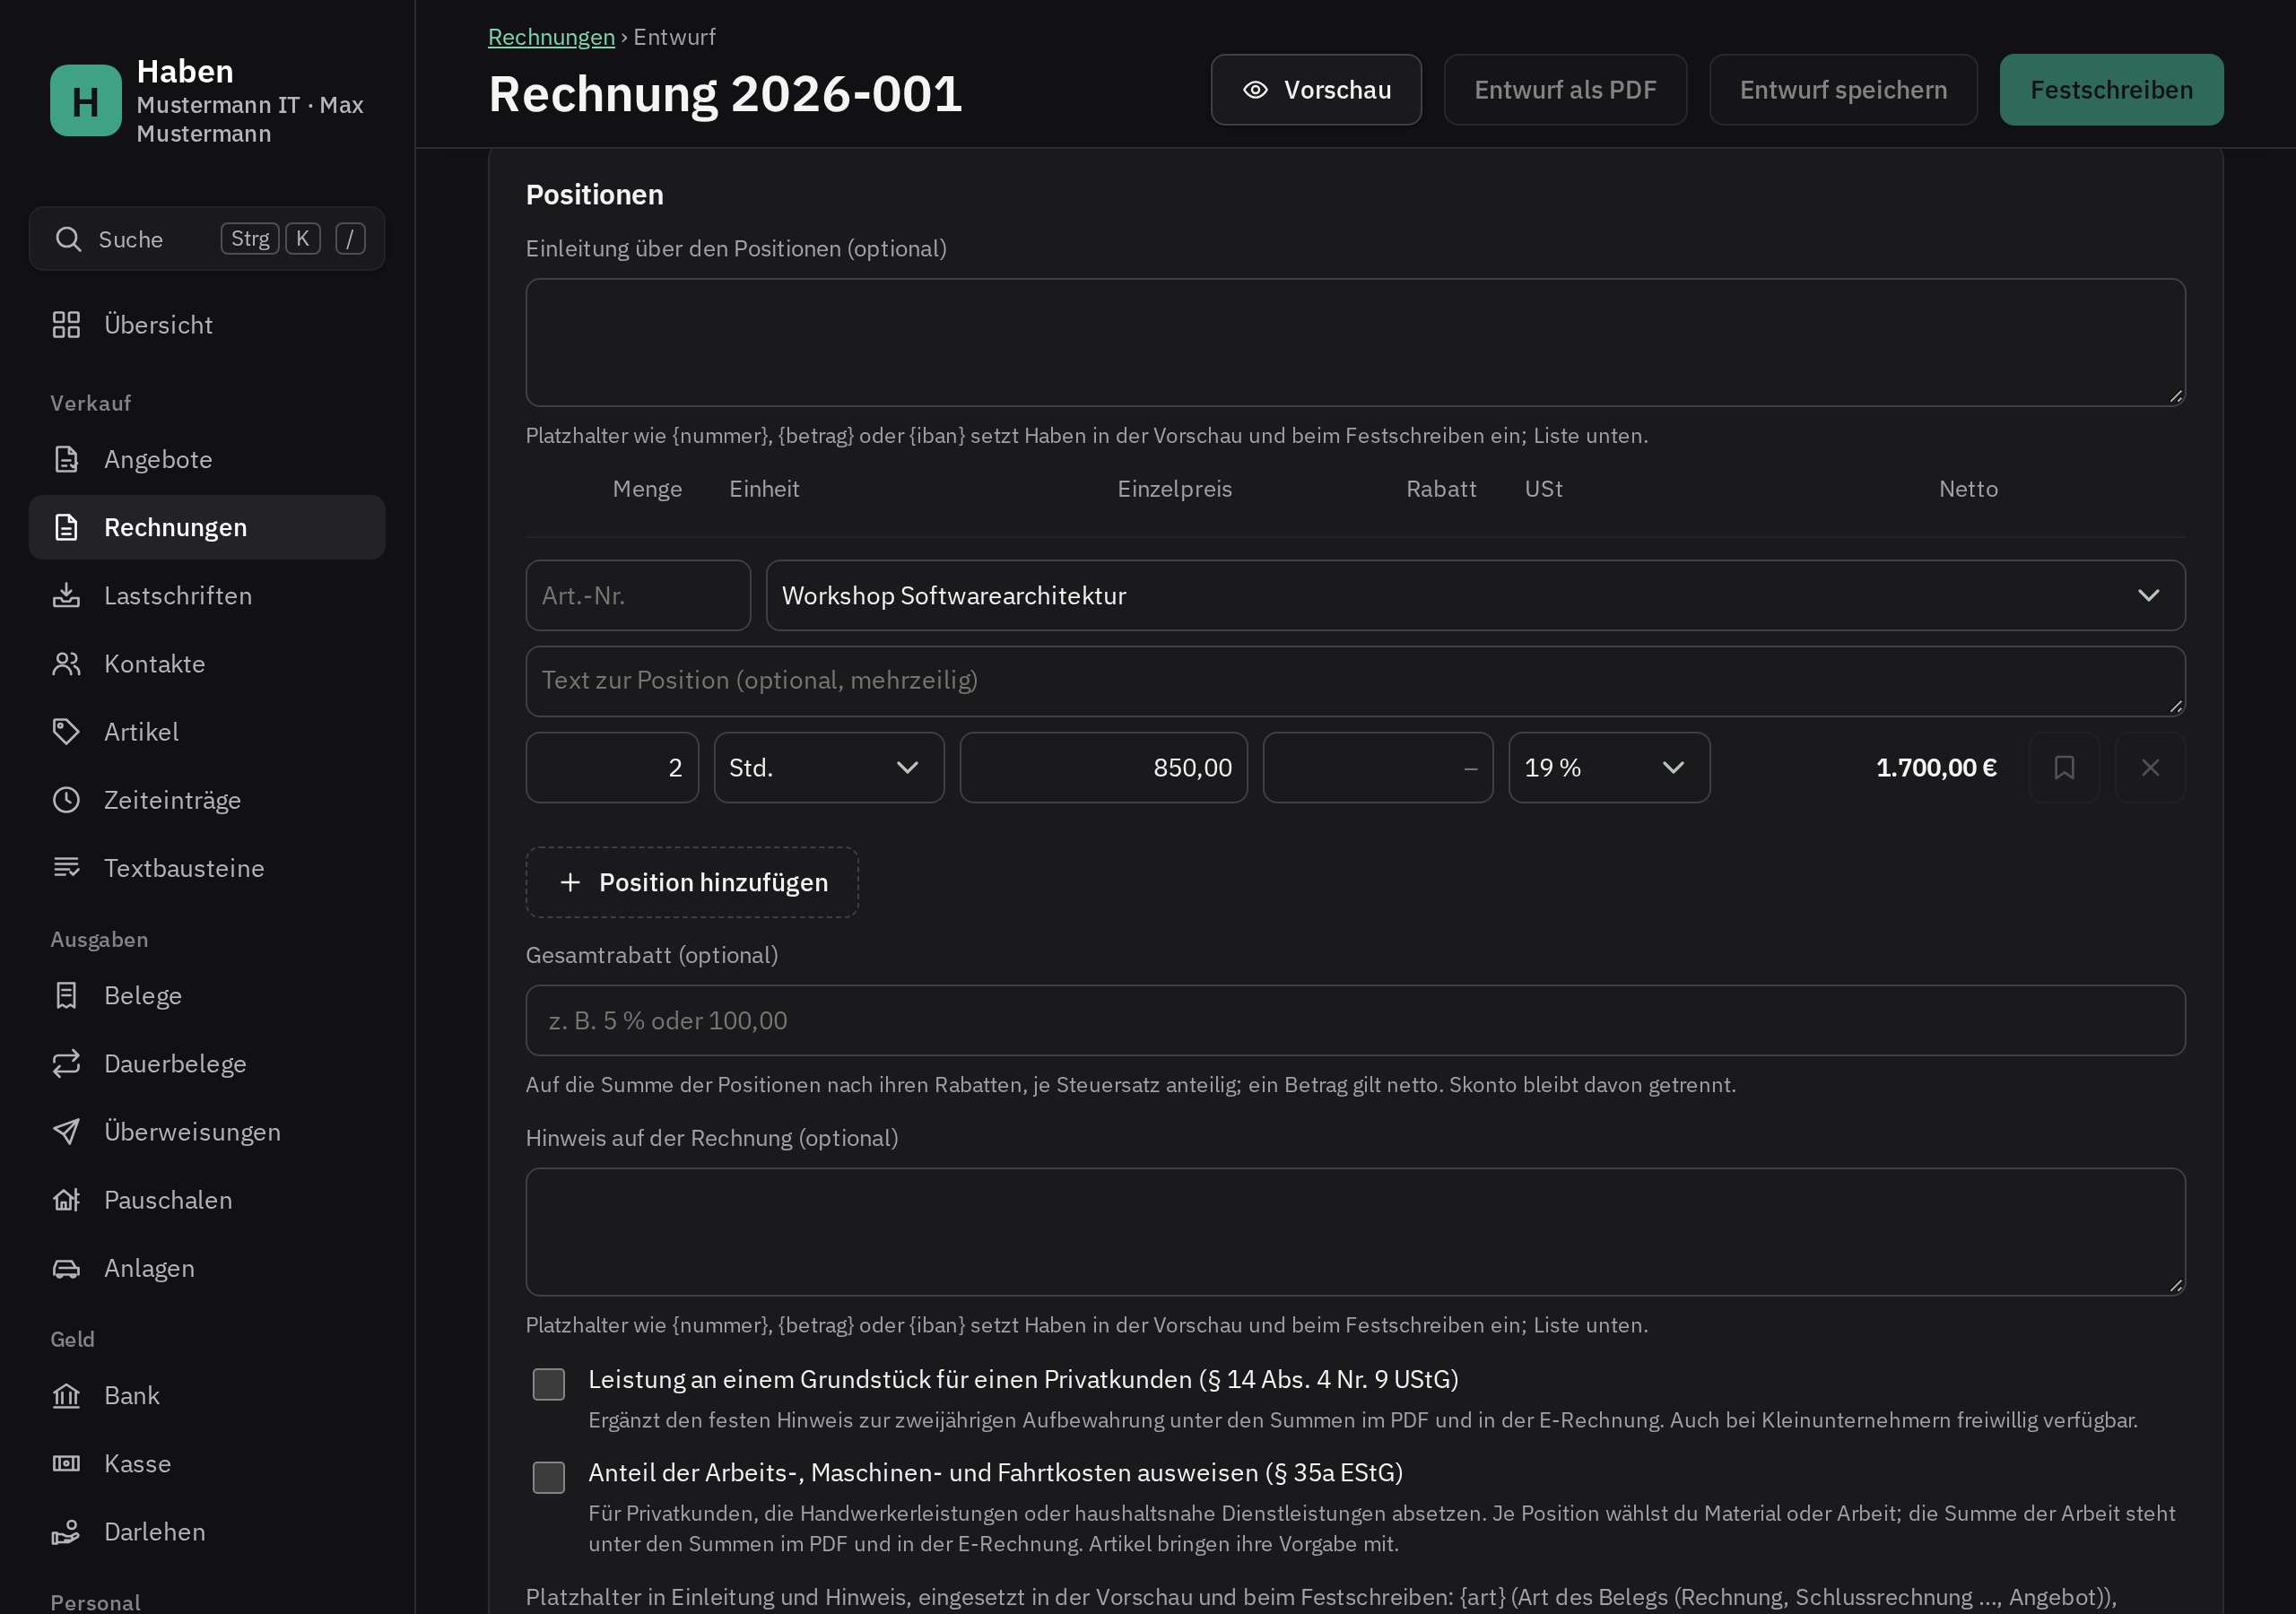 H
Haben
Mustermann IT · Max
Mustermann
Suche
Strg K /
Übersicht
Verkauf
Angebote
Rechnungen
Lastschriften
Kontakte
Artikel
Zeiteinträge
Textbausteine
Ausgaben
Belege
Dauerbelege
Überweisungen
Pauschalen
Anlagen
Geld
Bank
Kasse
Darlehen
Personal
Rechnungen › Entwurf
Rechnung 2026-001
Vorschau
Entwurf als PDF
Entwurf speichern
Festschreiben
Positionen
Einleitung über den Positionen (optional)
Platzhalter wie {nummer}, {betrag} oder {iban} setzt Haben in der Vorschau und beim Festschreiben ein; Liste unten.
Menge Einheit Einzelpreis Rabatt USt Netto
Art.-Nr. Workshop Softwarearchitektur
Text zur Position (optional, mehrzeilig)
2 Std. 850,00 – 19 % 1.700,00 €
Position hinzufügen
Gesamtrabatt (optional)
z. B. 5 % oder 100,00
Auf die Summe der Positionen nach ihren Rabatten, je Steuersatz anteilig; ein Betrag gilt netto. Skonto bleibt davon getrennt.
Hinweis auf der Rechnung (optional)
Platzhalter wie {nummer}, {betrag} oder {iban} setzt Haben in der Vorschau und beim Festschreiben ein; Liste unten.
Leistung an einem Grundstück für einen Privatkunden (§ 14 Abs. 4 Nr. 9 UStG)
Ergänzt den festen Hinweis zur zweijährigen Aufbewahrung unter den Summen im PDF und in der E-Rechnung. Auch bei Kleinunternehmern freiwillig verfügbar.
Anteil der Arbeits-, Maschinen- und Fahrtkosten ausweisen (§ 35a EStG)
Für Privatkunden, die Handwerkerleistungen oder haushaltsnahe Dienstleistungen absetzen. Je Position wählst du Material oder Arbeit; die Summe der Arbeit steht
unter den Summen im PDF und in der E-Rechnung. Artikel bringen ihre Vorgabe mit.
Platzhalter in Einleitung und Hinweis, eingesetzt in der Vorschau und beim Festschreiben: {art} (Art des Belegs (Rechnung, Schlussrechnung …, Angebot)),